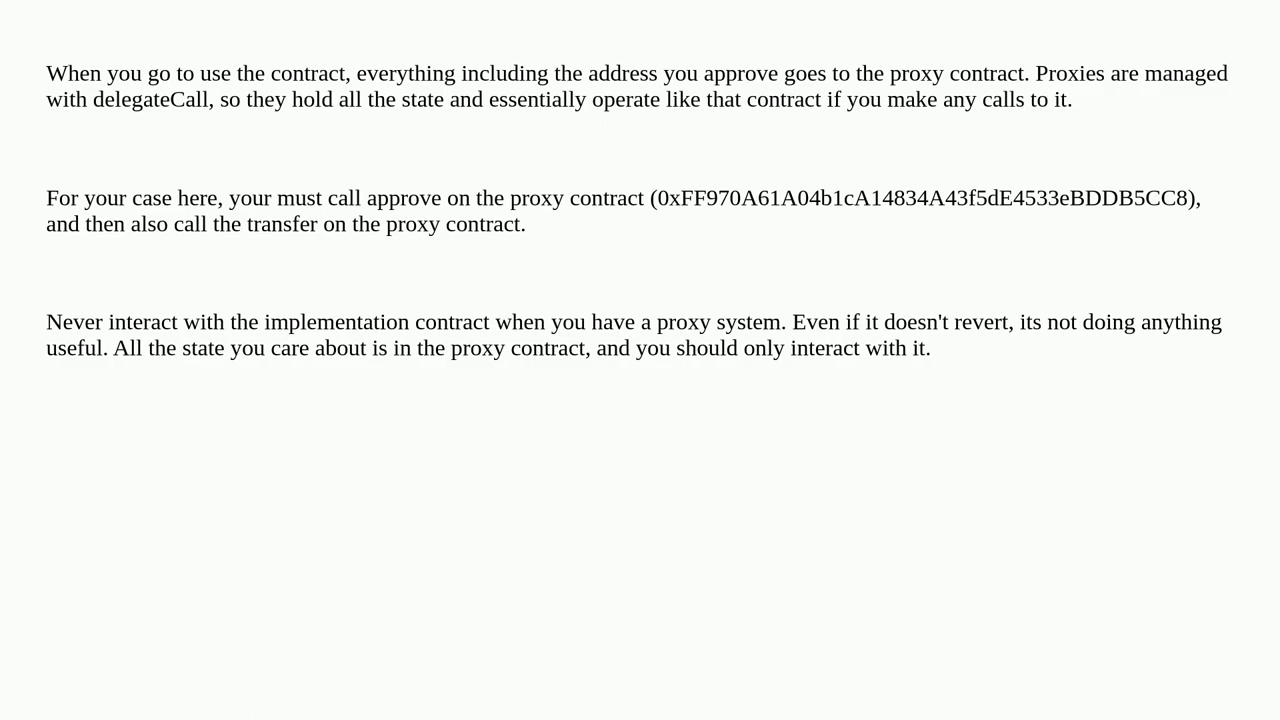 When you go to use the contract, everything including the address you approve goes to the proxy contract. Proxies are managed
with delegateCall, so they hold all the state and essentially operate like that contract if you make any calls to it.
For your case here, your must call approve on the proxy contract (0xFF970A61A04b1cA14834A43f5dE4533eBDDB5CC8),
and then also call the transfer on the proxy contract.
Never interact with the implementation contract when you have a proxy system. Even if it doesn't revert, its not doing anything
useful. All the state you care about is in the proxy contract, and you should only interact with it.